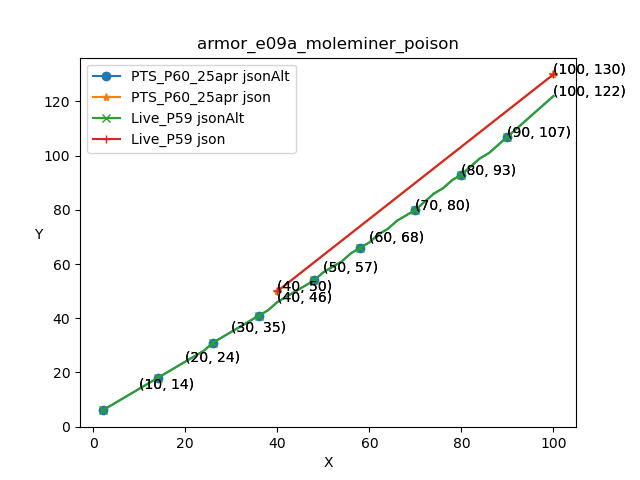 armor_e09a_moleminer_poison
PTS_P60_25apr jsonAlt
PTS_P60_25apr json
Live_P59 jsonAlt
Live_P59 json
(100, 130)
(100, 122)
(90, 107)
(80, 93)
(70, 80)
(60, 68)
(50, 57)
(40, 50)
(40, 46)
(30, 35)
(20, 24)
(10, 14)
120
100
80
60
40
20
0
Y
0 20 40 60 80 100
X